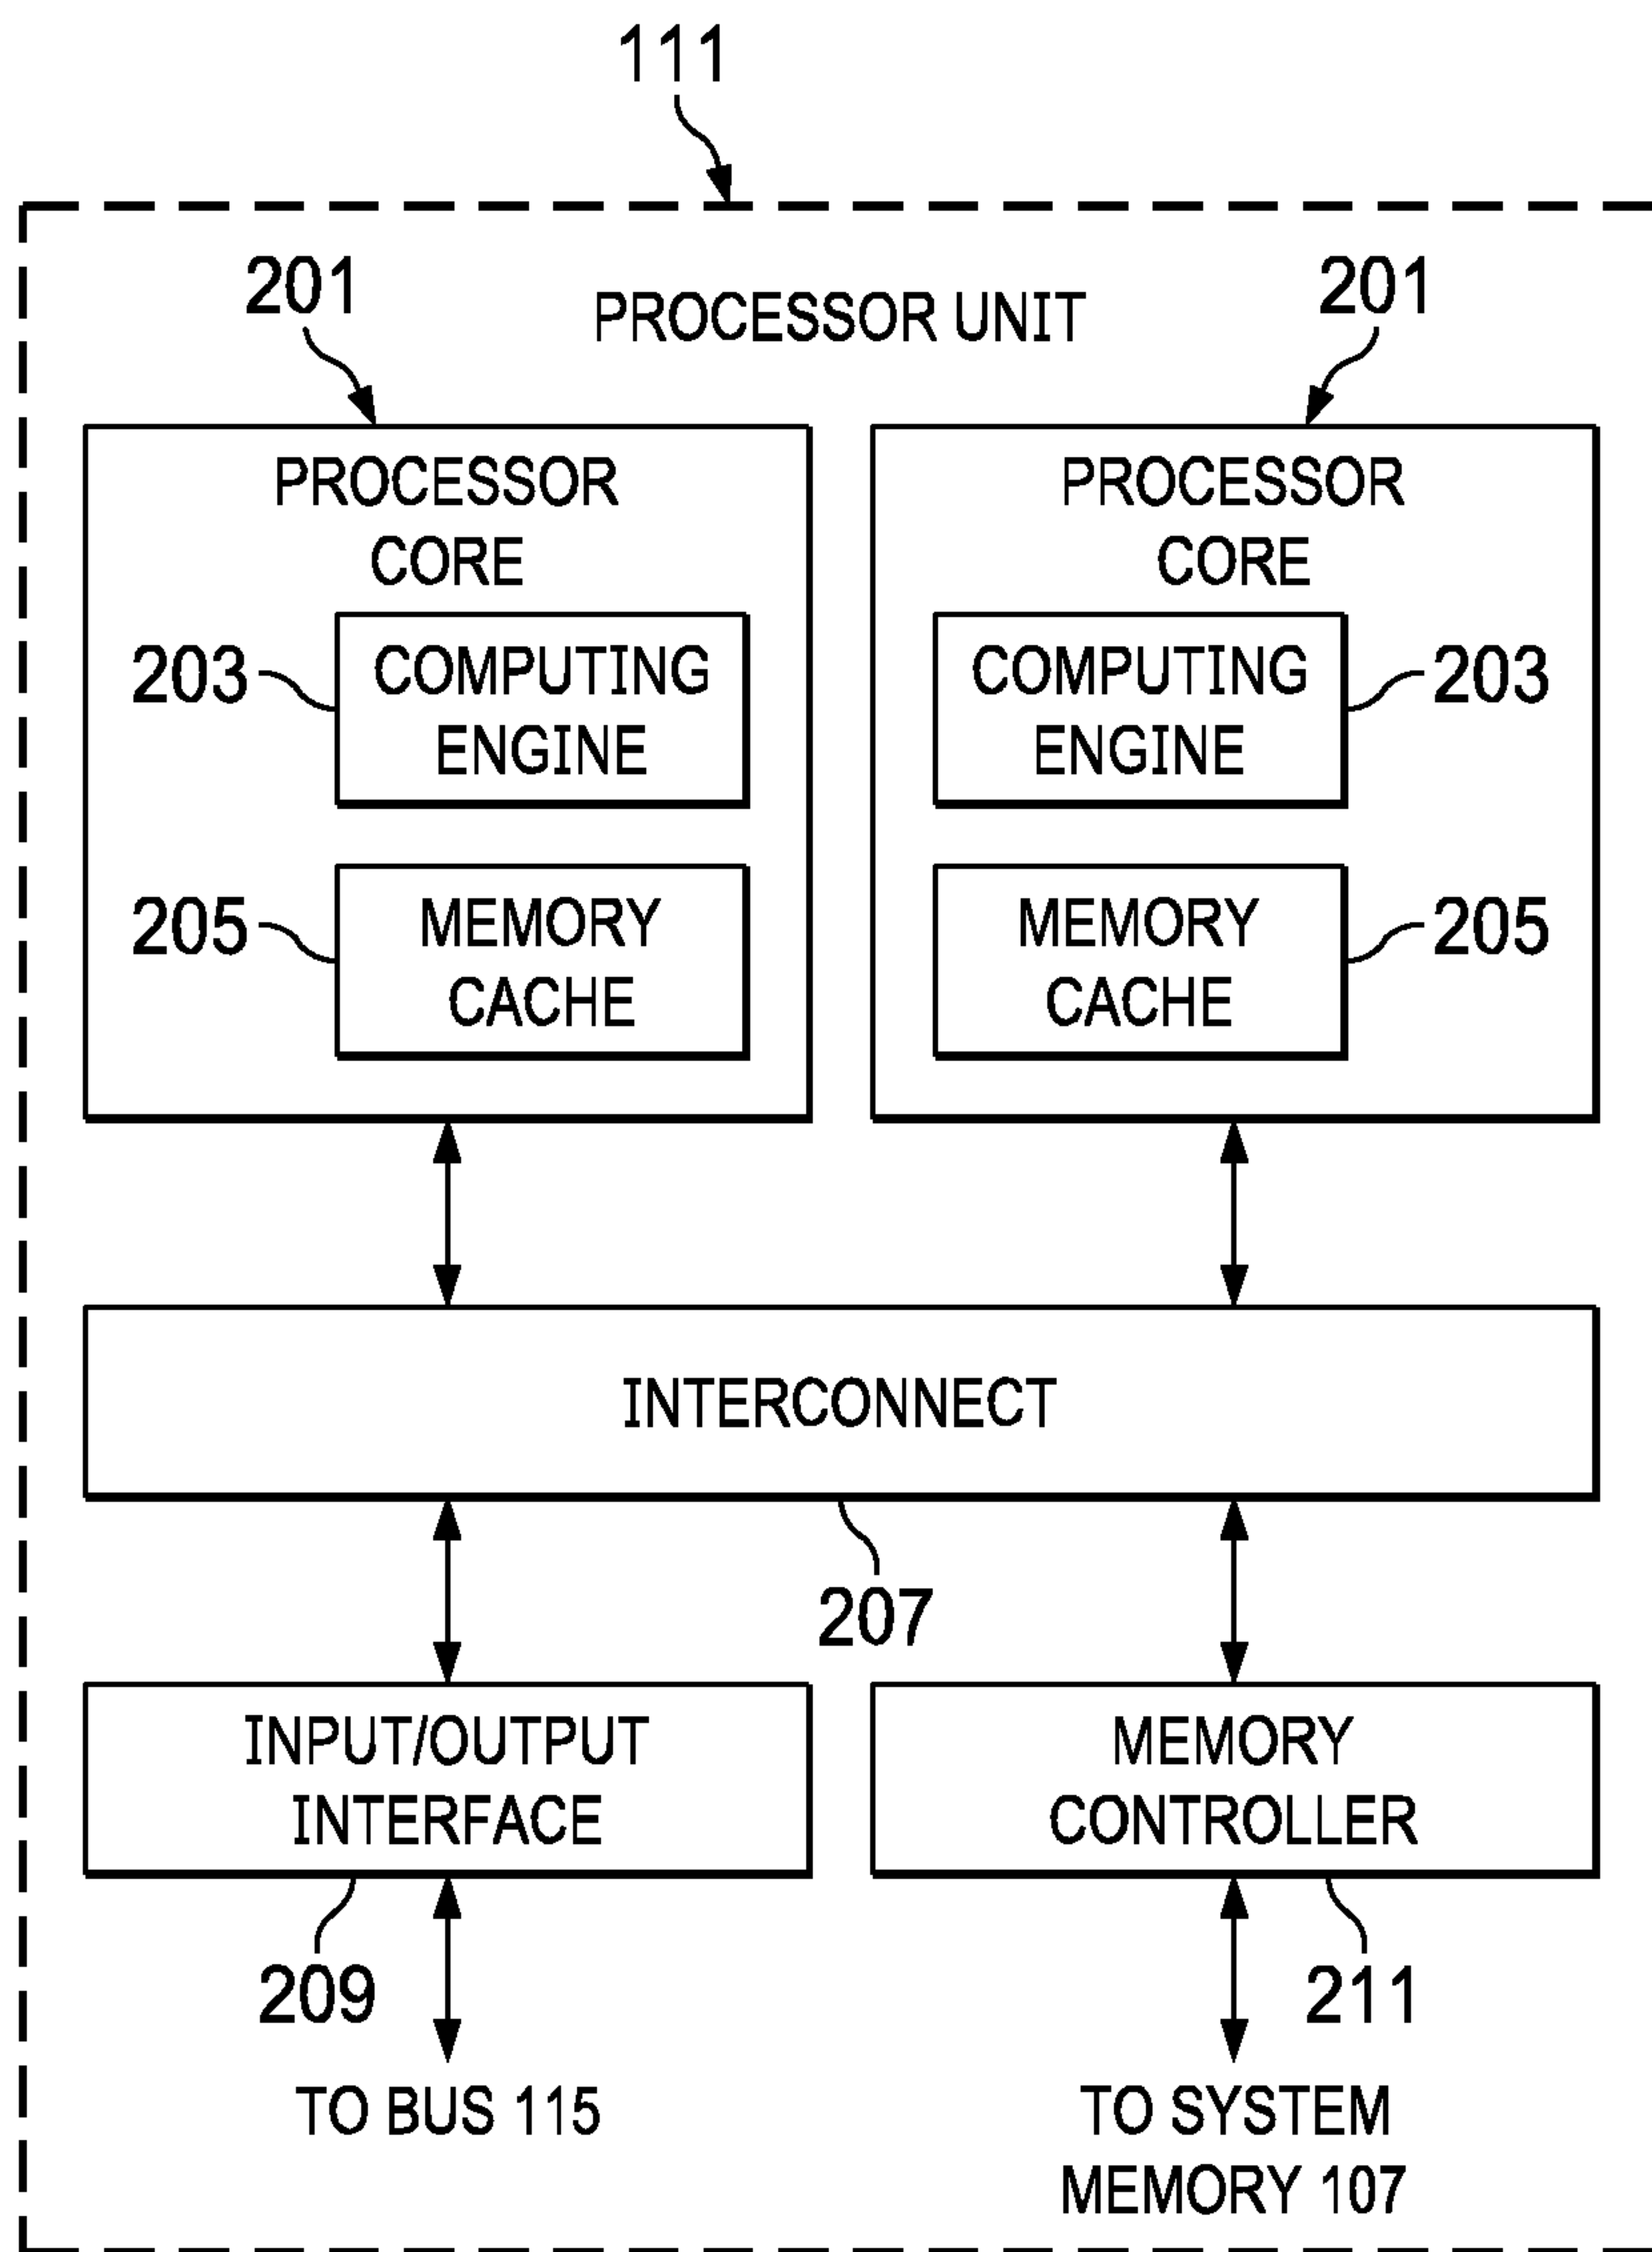 111
201
PROCESSOR UNIT
201
PROCESSOR
CORE
PROCESSOR
CORE
203
COMPUTING
ENGINE
COMPUTING
ENGINE
203
205
MEMORY
CACHE
MEMORY
CACHE
205
INTERCONNECT
207
INPUT/OUTPUT
INTERFACE
MEMORY
CONTROLLER
209
211
TO BUS 115
TO SYSTEM
MEMORY 107